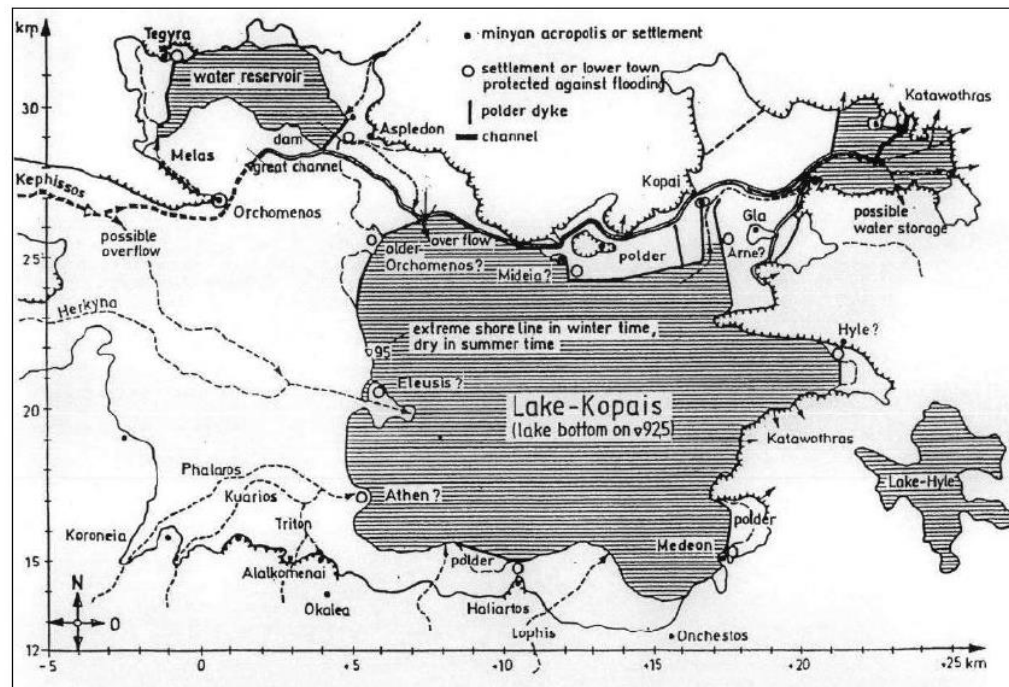 km
Tegyra
minyan acropolis or settlement
settlement or lower town
protected against flooding
polder dyke
channel
water reservoir
30
Katawothras
dam
Aspledon
great channel
Melas
Kephissos
Orchomenos
Kopai
Gla
possible
overflow
possible
water storage
25
older
Orchomenos?
over flow
Mideia?
polder
Arne?
Herkyna
extreme shore line in winter time,
dry in summer time
95
Hyle?
Eleusis?
20
Lake-Kopais
(lake bottom on 925)
Katawothras
Phalaros
Kuarios
Athen?
Lake-Hyle
Koroneia
Triton
polder
Medeon
15
Alalkomenai
polder
N
O
Okalea
Haliartos
Lophis
Onchestos
12
-5
0
+5
+10
+15
+20
+25 km